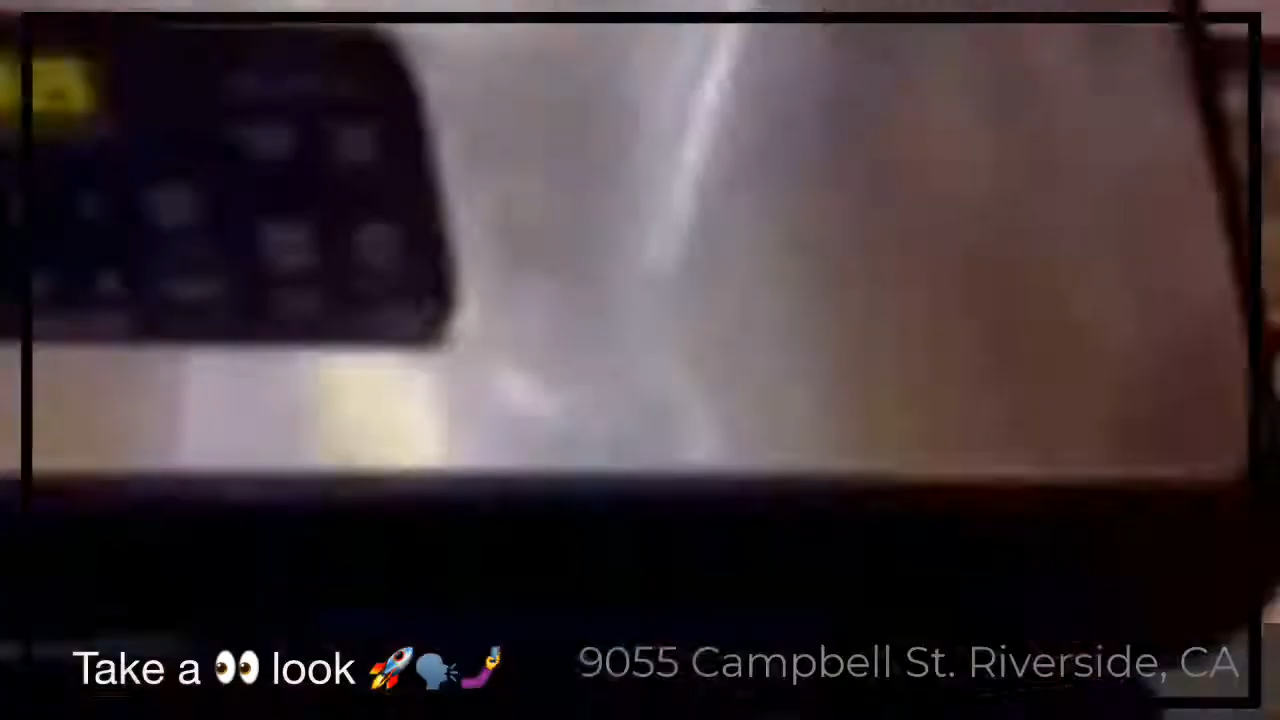 Take a 👀 look 🚀🗣️🤳
9055 Campbell St. Riverside, CA